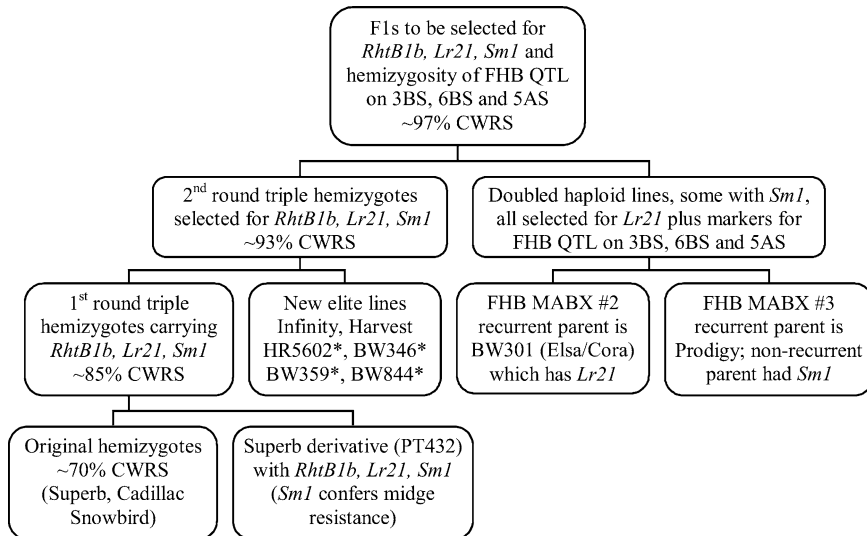 F1s to be selected for
RhtB1b, Lr21, Sm1 and
hemizygosity of FHB QTL
on 3BS, 6BS and 5AS
~97% CWRS
2nd round triple hemizygotes
selected for RhtB1b, Lr21, Sm1
~93% CWRS
Doubled haploid lines, some with Sm1,
all selected for Lr21 plus markers for
FHB QTL on 3BS, 6BS and 5AS
1st round triple
hemizygotes carrying
RhtB1b, Lr21, Sm1
~85% CWRS
New elite lines
Infinity, Harvest
HR5602*, BW346*
BW359*, BW844*
FHB MABX #2
recurrent parent is
BW301 (Elsa/Cora)
which has Lr21
FHB MABX #3
recurrent parent is
Prodigy; non-recurrent
parent had Sm1
Original hemizygotes
~70% CWRS
(Superb, Cadillac
Snowbird)
Superb derivative (PT432)
with RhtB1b, Lr21, Sm1
(Sm1 confers midge
resistance)